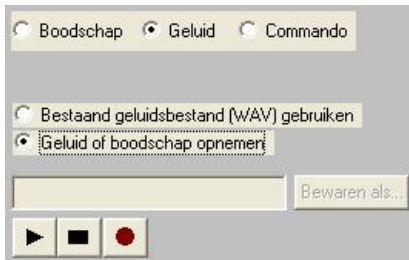 Boodschap Geluid Commando
Bestaand geluidsbestand (WAV) gebruiken
Geluid of boodschap opnemen
Bewaren als...